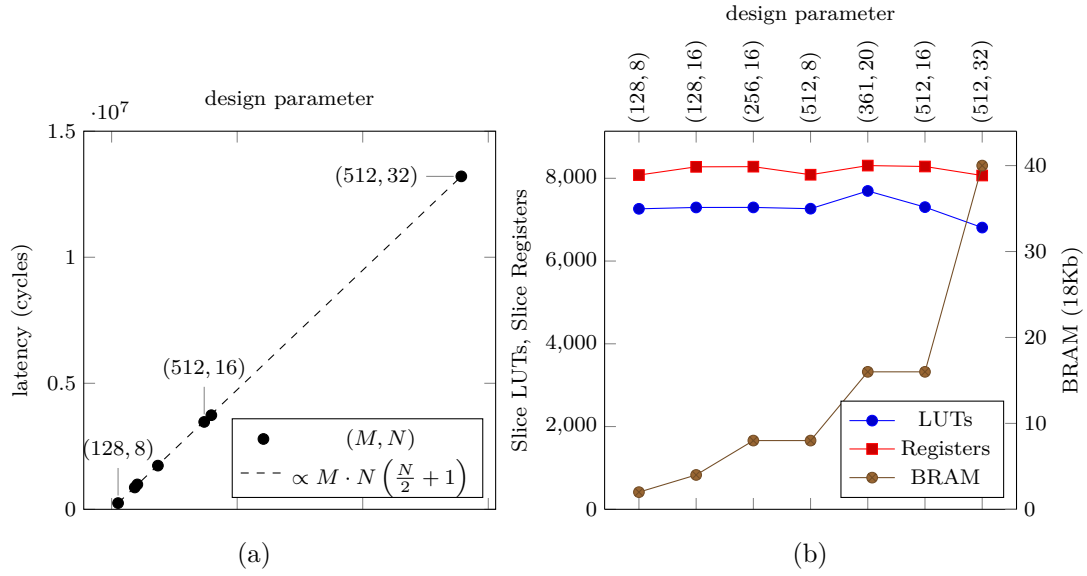 design parameter
·10⁷
1.5
1
0.5
0
latency (cycles)
(512, 32)
(512, 16)
(128, 8)
(M, N)
∝ M · N (N/2 + 1)
(a)
design parameter
(128, 8)
(128, 16)
(256, 16)
(512, 8)
(361, 20)
(512, 16)
(512, 32)
8,000
6,000
4,000
2,000
0
Slice LUTs, Slice Registers
40
30
20
10
0
BRAM (18Kb)
LUTs
Registers
BRAM
(b)